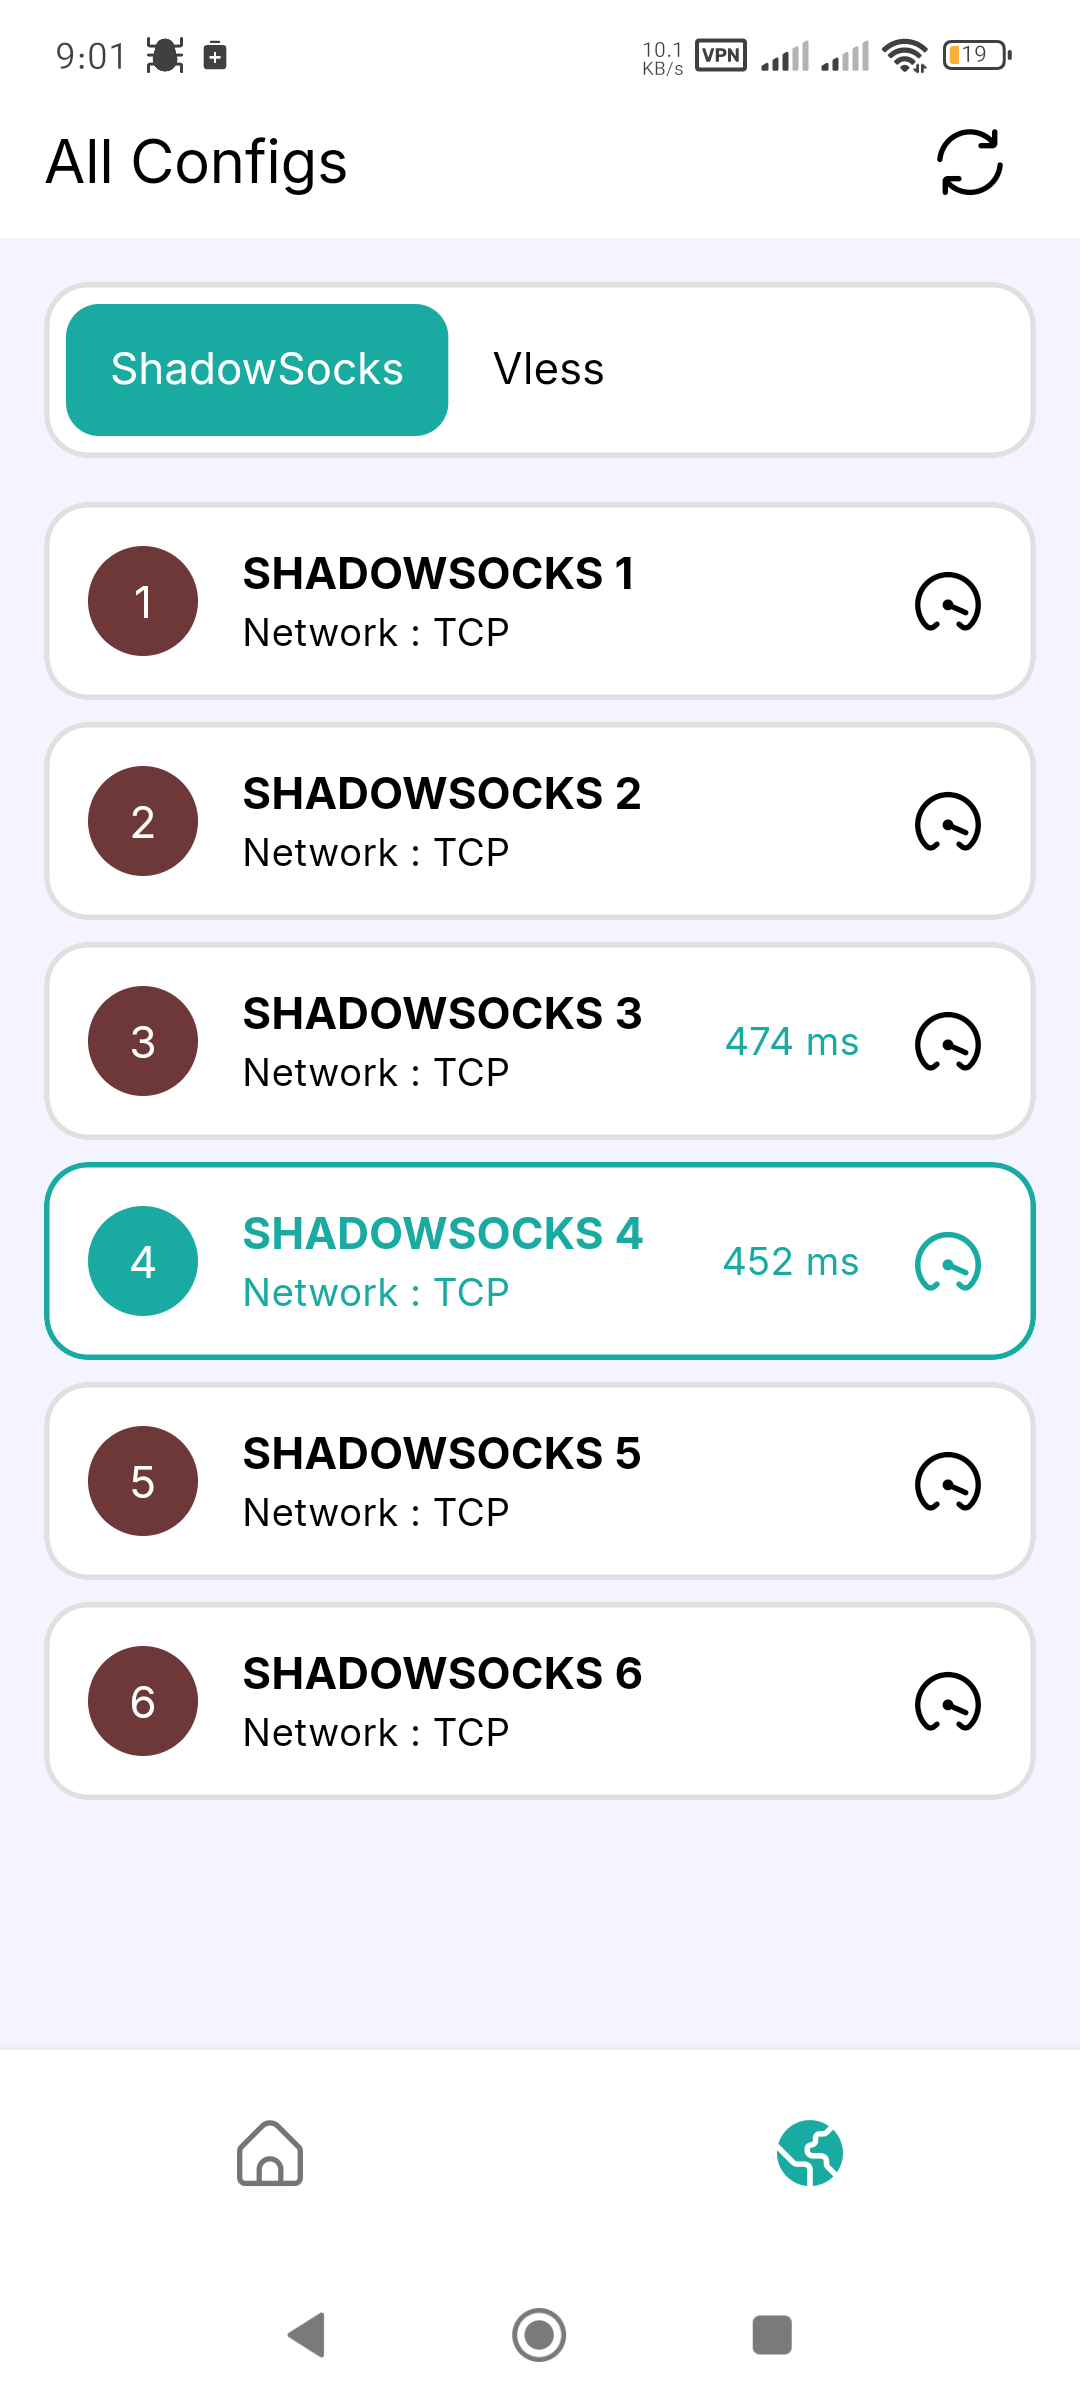 9:01
10.1
KB/s
VPN
19
All Configs
ShadowSocks
Vless
1
SHADOWSOCKS 1
Network : TCP
2
SHADOWSOCKS 2
Network : TCP
3
SHADOWSOCKS 3
Network : TCP
474 ms
4
SHADOWSOCKS 4
Network : TCP
452 ms
5
SHADOWSOCKS 5
Network : TCP
6
SHADOWSOCKS 6
Network : TCP